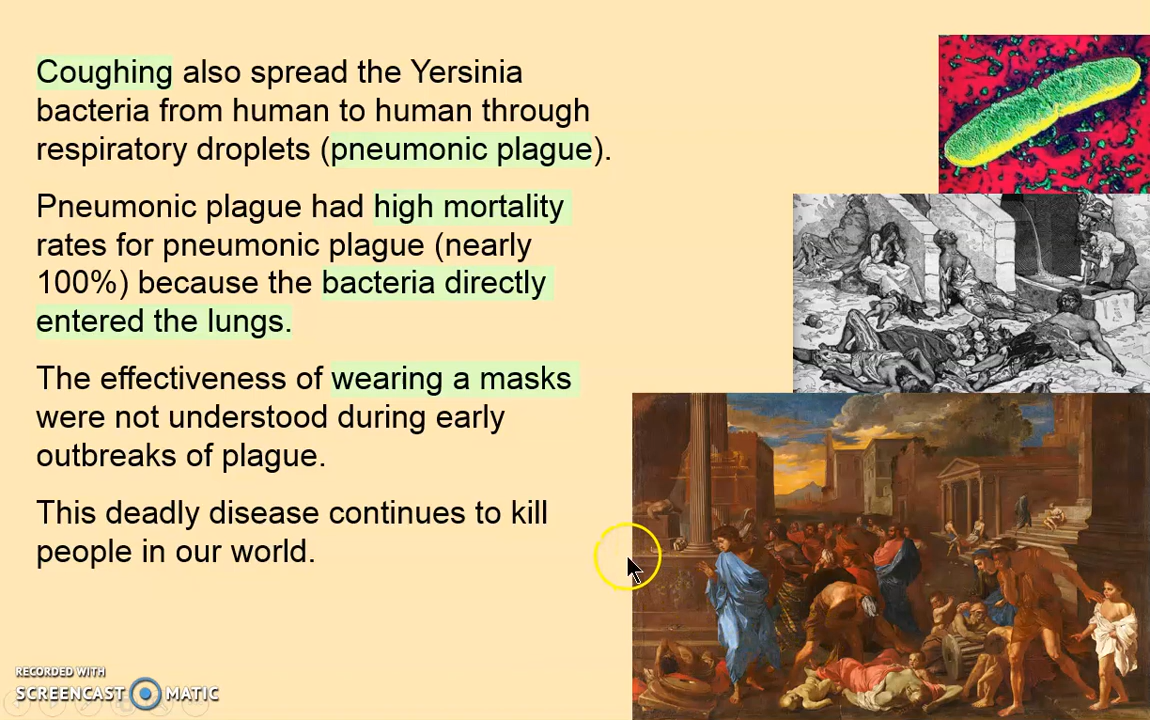 Coughing also spread the Yersinia
bacteria from human to human through
respiratory droplets (pneumonic plague).
Pneumonic plague had high mortality
rates for pneumonic plague (nearly
100%) because the bacteria directly
entered the lungs.
The effectiveness of wearing a masks
were not understood during early
outbreaks of plague.
This deadly disease continues to kill
people in our world.
RECORDED WITH
SCREENCAST MATIC